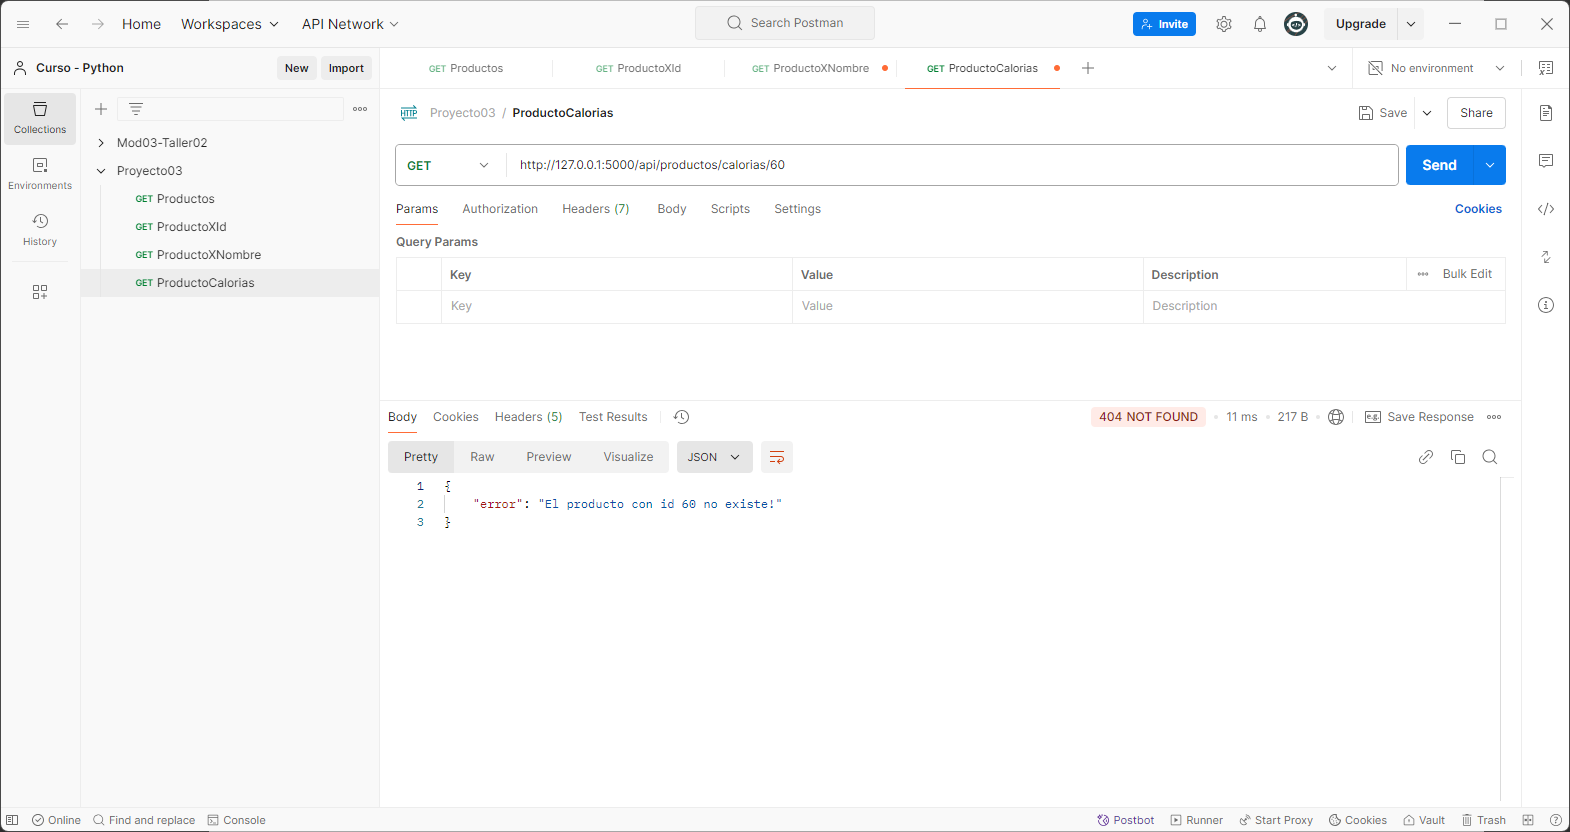 Home Workspaces API Network Search Postman Invite Upgrade
Curso - Python New Import GET Productos GET ProductoXId GET ProductoXNombre GET ProductoCalorias No environment
Collections
Environments
History
Mod03-Taller02
Proyecto03
GET Productos
GET ProductoXId
GET ProductoXNombre
GET ProductoCalorias
HTTP Proyecto03 / ProductoCalorias Save Share
GET http://127.0.0.1:5000/api/productos/calorias/60 Send
Params Authorization Headers (7) Body Scripts Settings Cookies
Query Params
Key Value Description Bulk Edit
Key Value Description
Body Cookies Headers (5) Test Results 404 NOT FOUND 11 ms 217 B e.g. Save Response
Pretty Raw Preview Visualize JSON
1 {
2 "error": "El producto con id 60 no existe!"
3 }
Online Find and replace Console Postbot Runner Start Proxy Cookies Vault Trash